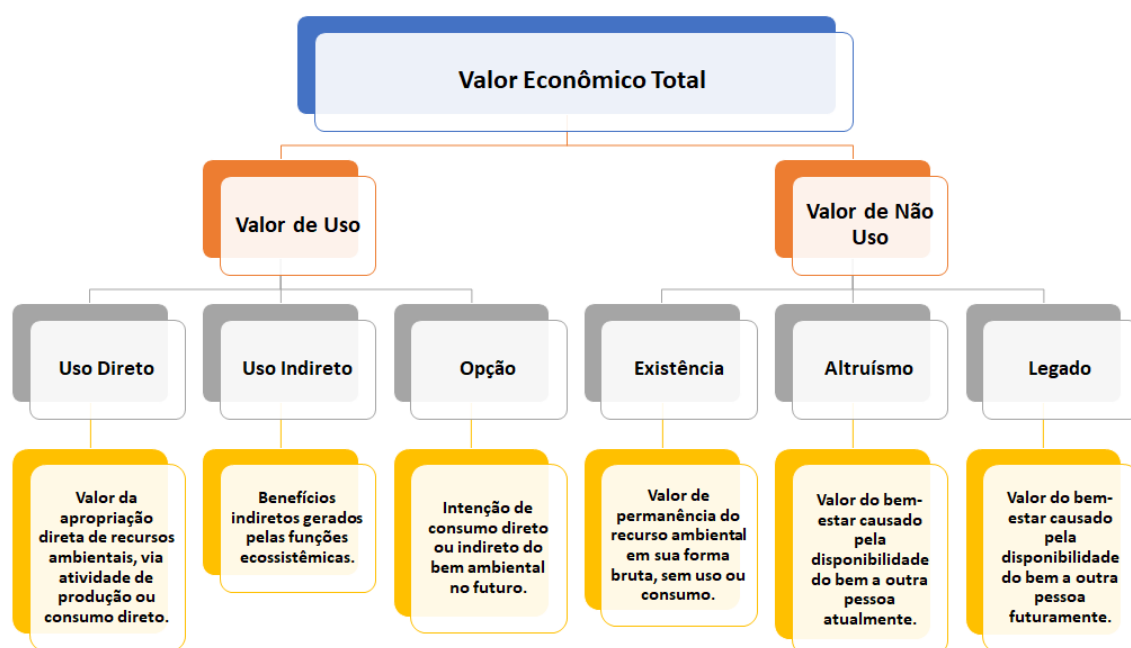 Valor Econômico Total
Valor de Uso
Valor de Não
Uso
Uso Direto
Uso Indireto
Opção
Existência
Altruísmo
Legado
Valor da
apropriação
direta de recursos
ambientais, via
atividade de
produção ou
consumo direto.
Benefícios
indiretos gerados
pelas funções
ecossistêmicas.
Intenção de
consumo direto
ou indireto do
bem ambiental
no futuro.
Valor de
permanência do
recurso ambiental
em sua forma
bruta, sem uso ou
consumo.
Valor do bem-
estar causado
pela
disponibilidade
do bem a outra
pessoa
atualmente.
Valor do bem-
estar causado
pela
disponibilidade
do bem a outra
pessoa
futuramente.